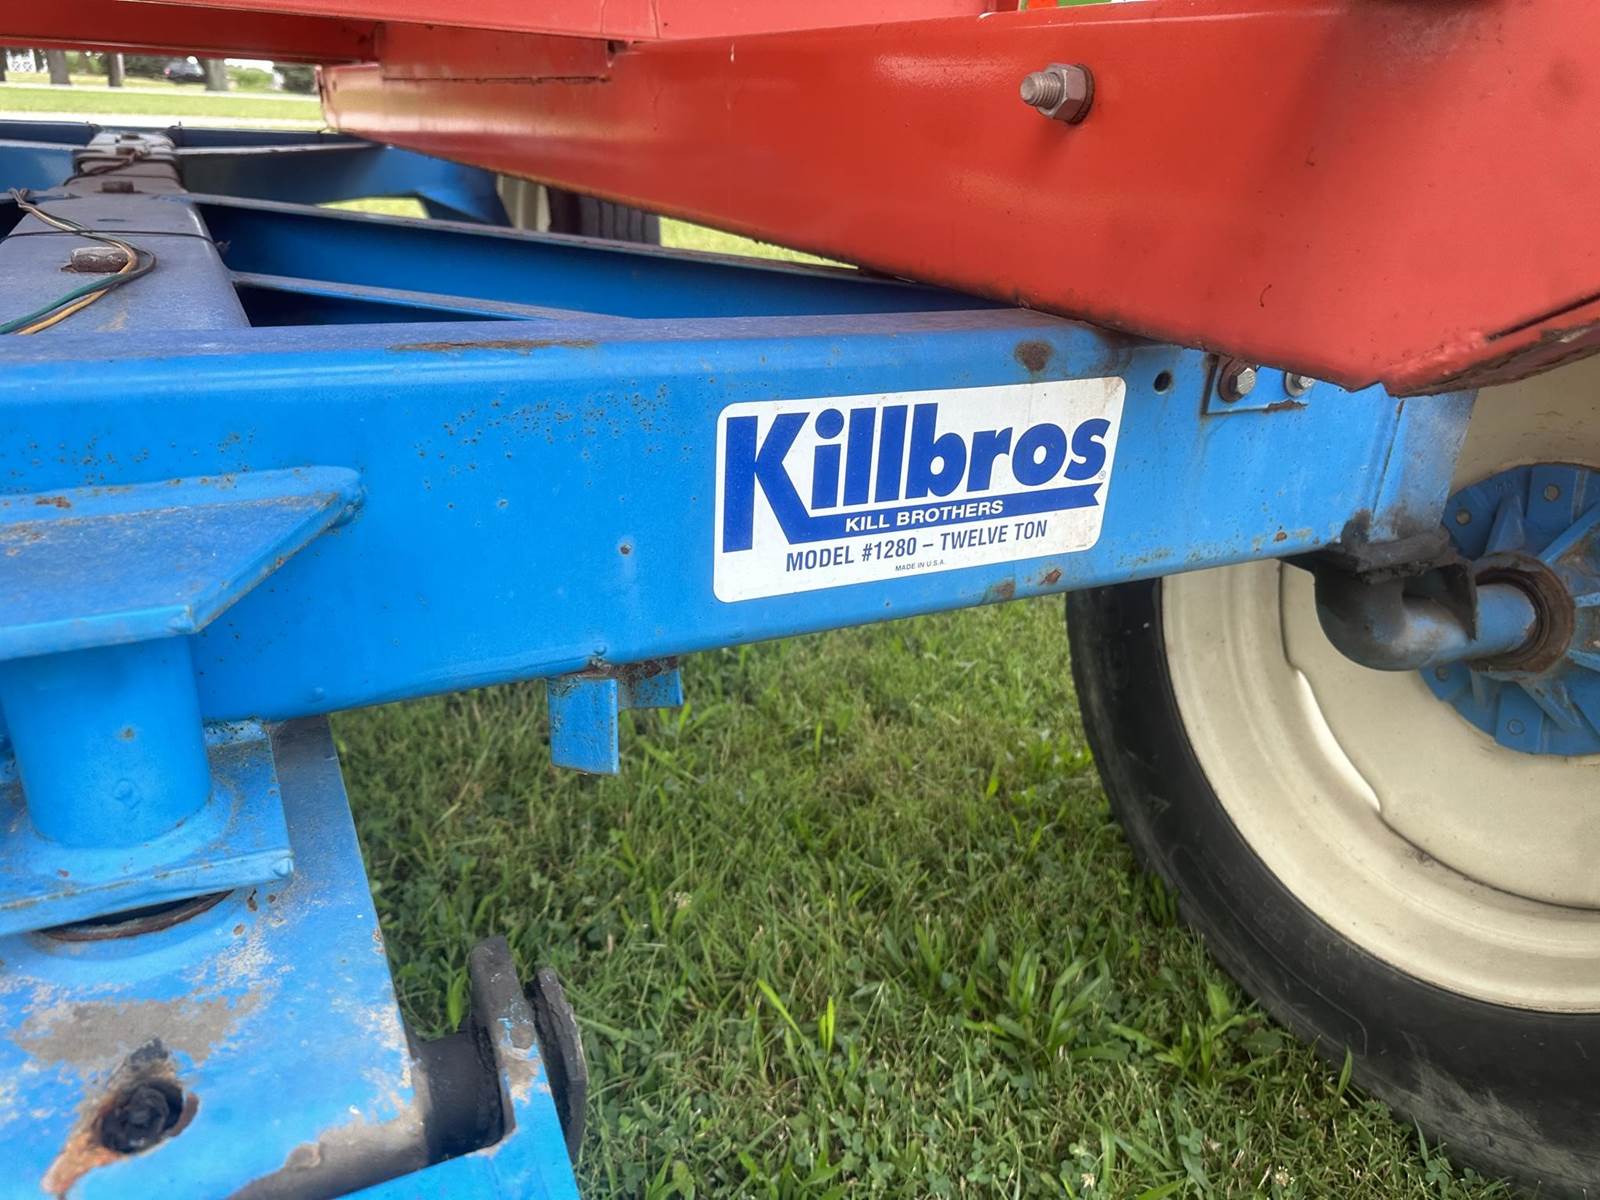 Killbros®
KILL BROTHERS
MODEL #1280 – TWELVE TON
MADE IN U.S.A.